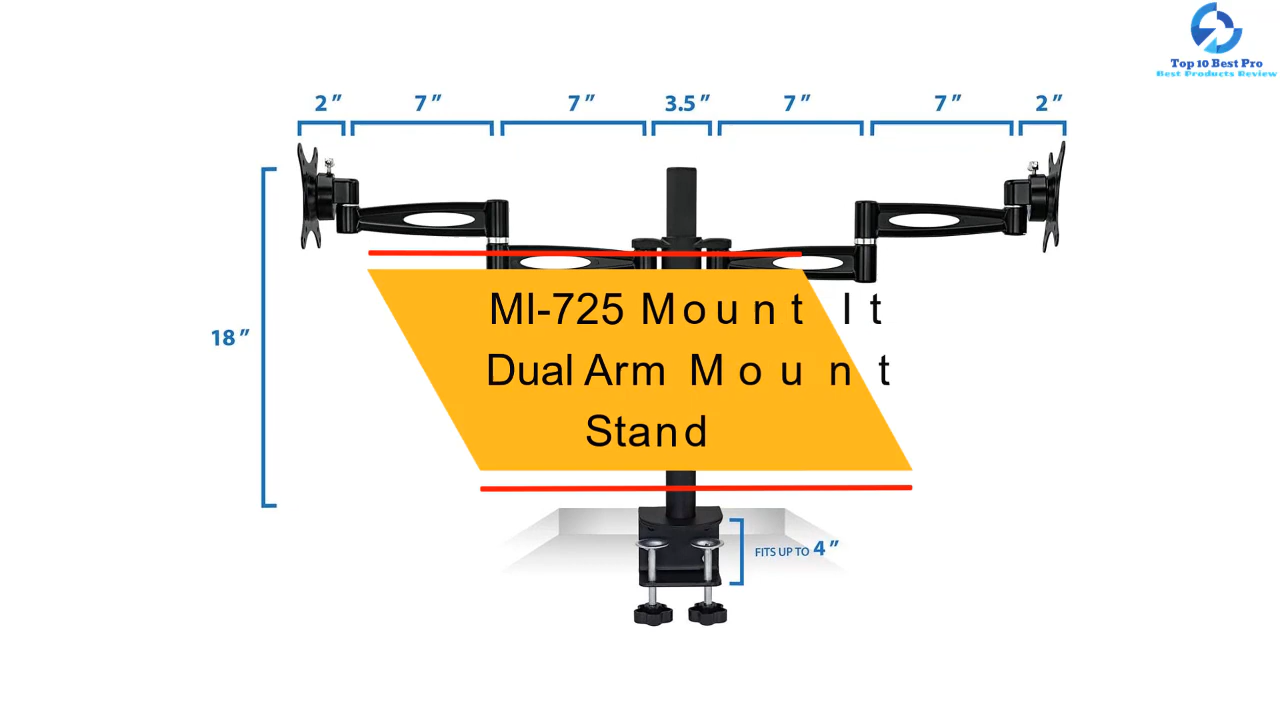 Top 10 Best Pro
Best Products Review
2" 7" 7" 3.5" 7" 7" 2"
18"
MI-725 Mount It
Dual Arm Mount
Stand
FITS UP TO 4"